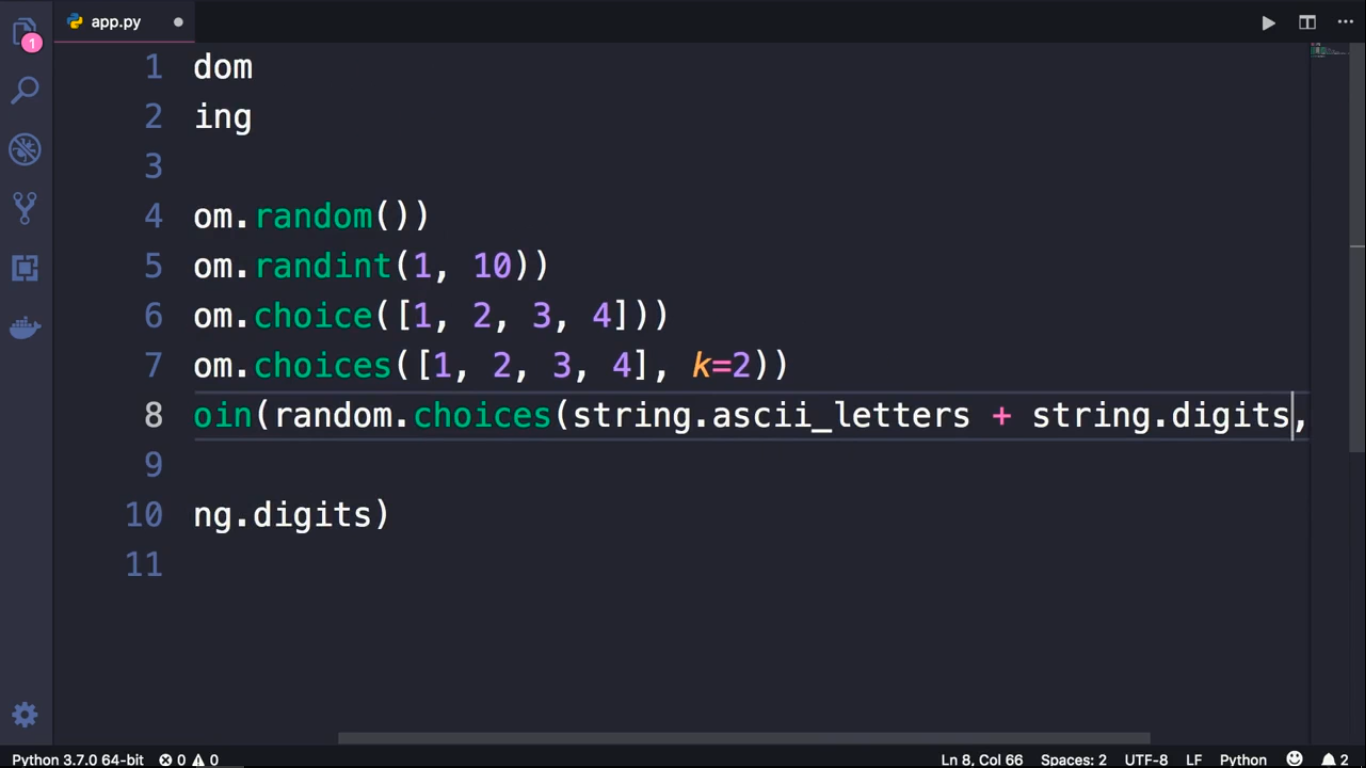 app.py
1
1 dom
2 ing
3
4 om.random())
5 om.randint(1, 10))
6 om.choice([1, 2, 3, 4]))
7 om.choices([1, 2, 3, 4], k=2))
8 oin(random.choices(string.ascii_letters + string.digits,
9
10 ng.digits)
11
Python 3.7.0 64-bit 0 0 Ln 8, Col 66 Spaces: 2 UTF-8 LF Python 2